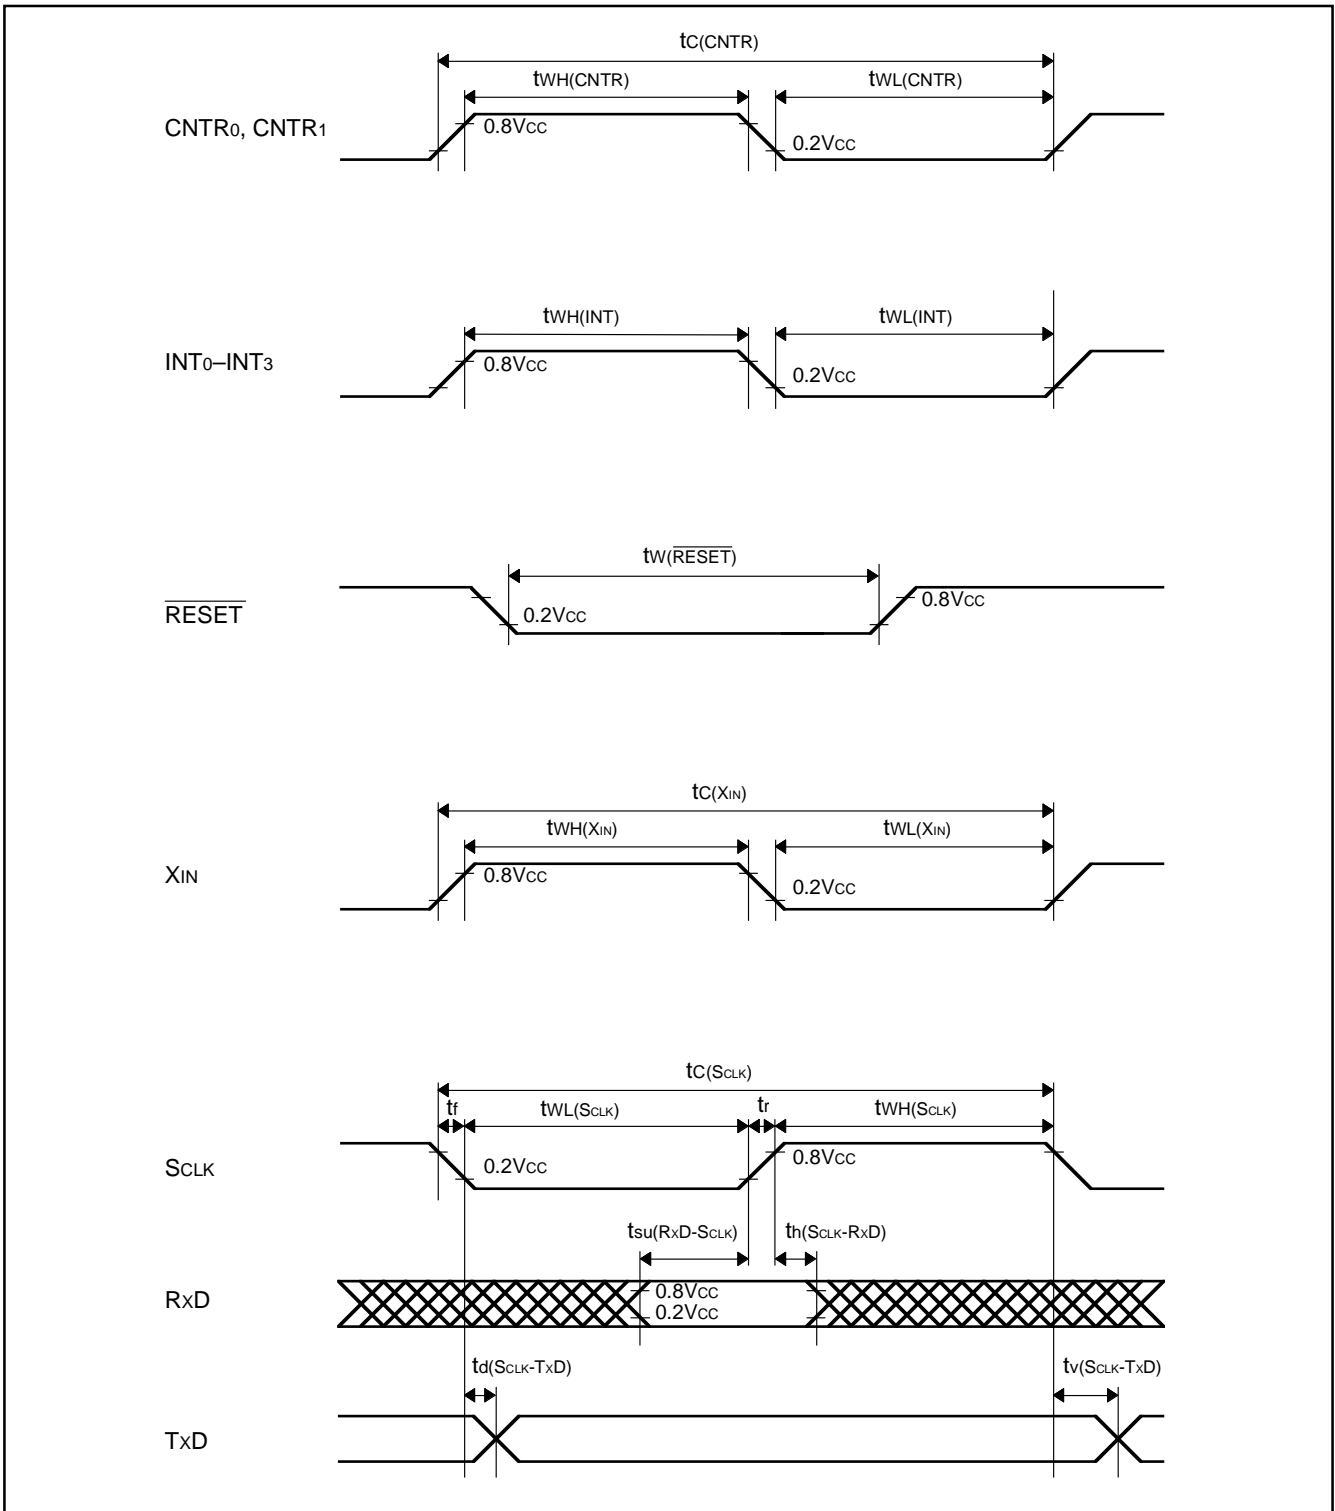 tC(CNTR)
tWH(CNTR)
tWL(CNTR)
CNTR0, CNTR1
0.8VCC
0.2VCC
tWH(INT)
tWL(INT)
INT0–INT3
0.8VCC
0.2VCC
tW(RESET)
RESET
0.2VCC
0.8VCC
tC(XIN)
tWH(XIN)
tWL(XIN)
XIN
0.8VCC
0.2VCC
tC(SCLK)
tf
tWL(SCLK)
tr
tWH(SCLK)
SCLK
0.2VCC
0.8VCC
tsu(RXD-SCLK)
th(SCLK-RXD)
RXD
0.8VCC
0.2VCC
td(SCLK-TXD)
tv(SCLK-TXD)
TXD